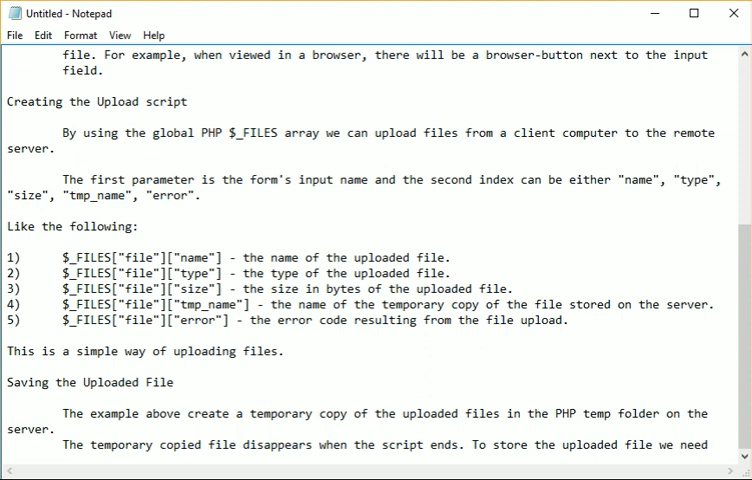 Untitled - Notepad
File Edit Format View Help
file. For example, when viewed in a browser, there will be a browser-button next to the input
field.
Creating the Upload script
By using the global PHP $_FILES array we can upload files from a client computer to the remote
server.
The first parameter is the form's input name and the second index can be either "name", "type",
"size", "tmp_name", "error".
Like the following:
1) $_FILES["file"]["name"] - the name of the uploaded file.
2) $_FILES["file"]["type"] - the type of the uploaded file.
3) $_FILES["file"]["size"] - the size in bytes of the uploaded file.
4) $_FILES["file"]["tmp_name"] - the name of the temporary copy of the file stored on the server.
5) $_FILES["file"]["error"] - the error code resulting from the file upload.
This is a simple way of uploading files.
Saving the Uploaded File
The example above create a temporary copy of the uploaded files in the PHP temp folder on the
server.
The temporary copied file disappears when the script ends. To store the uploaded file we need